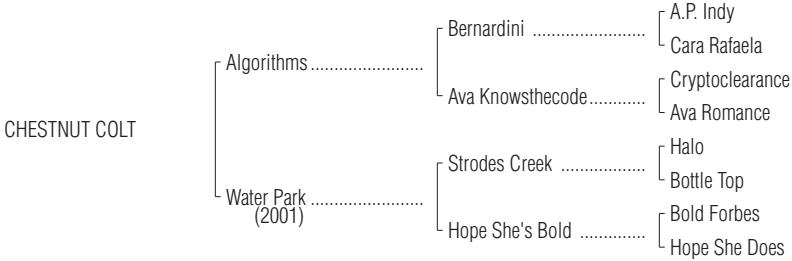 A.P. Indy
Bernardini ........................
Cara Rafaela
Algorithms ........................
Cryptoclearance
Ava Knowsthecode ............
Ava Romance
CHESTNUT COLT
Halo
Strodes Creek ..................
Bottle Top
Water Park ........................
(2001)
Bold Forbes
Hope She's Bold ..............
Hope She Does